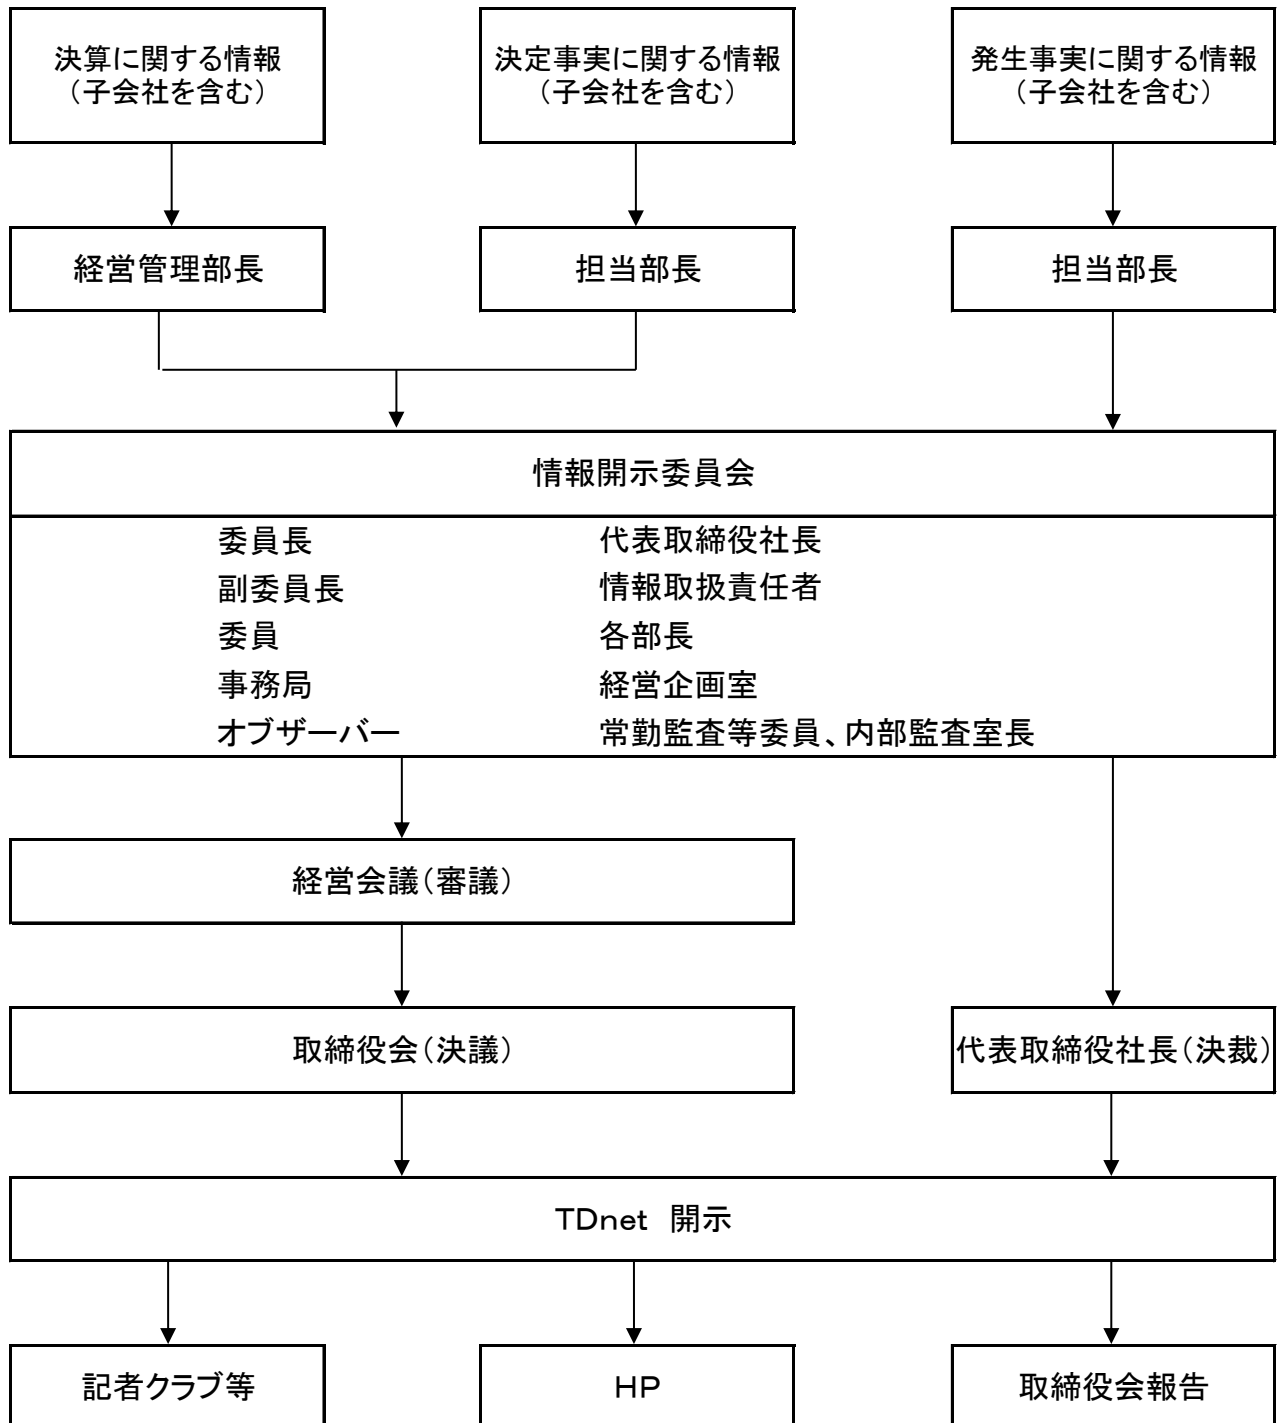 決算に関する情報
（子会社を含む）
決定事実に関する情報
（子会社を含む）
発生事実に関する情報
（子会社を含む）
経営管理部長
担当部長
担当部長
情報開示委員会
委員長 代表取締役社長
副委員長 情報取扱責任者
委員 各部長
事務局 経営企画室
オブザーバー 常勤監査等委員、内部監査室長
経営会議（審議）
取締役会（決議）
代表取締役社長（決裁）
TDnet 開示
記者クラブ等
HP
取締役会報告